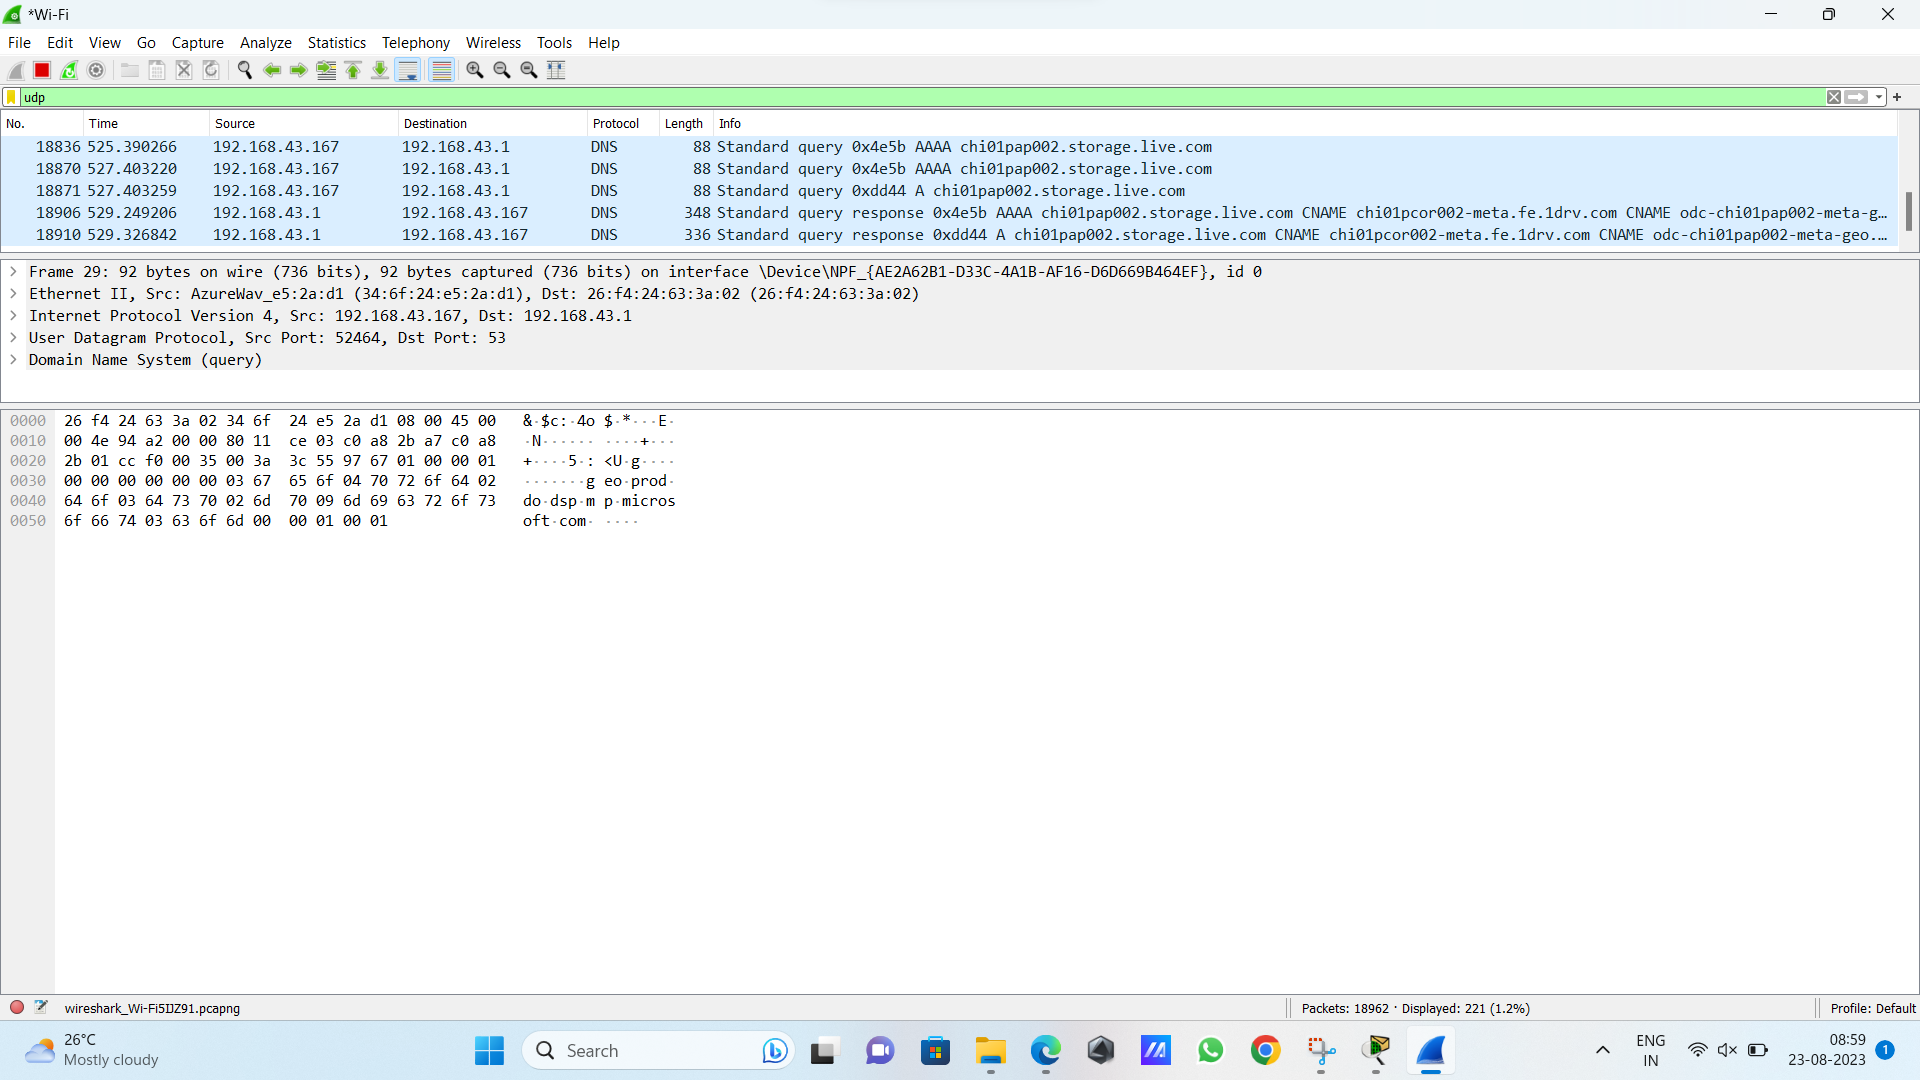 *Wi-Fi
File Edit View Go Capture Analyze Statistics Telephony Wireless Tools Help
udp
No. Time Source Destination Protocol Length Info
18836 525.390266 192.168.43.167 192.168.43.1 DNS 88 Standard query 0x4e5b AAAA chi01pap002.storage.live.com
18870 527.403220 192.168.43.167 192.168.43.1 DNS 88 Standard query 0x4e5b AAAA chi01pap002.storage.live.com
18871 527.403259 192.168.43.167 192.168.43.1 DNS 88 Standard query 0xdd44 A chi01pap002.storage.live.com
18906 529.249206 192.168.43.1 192.168.43.167 DNS 348 Standard query response 0x4e5b AAAA chi01pap002.storage.live.com CNAME chi01pcor002-meta.fe.1drv.com CNAME odc-chi01pap002-meta-g…
18910 529.326842 192.168.43.1 192.168.43.167 DNS 336 Standard query response 0xdd44 A chi01pap002.storage.live.com CNAME chi01pcor002-meta.fe.1drv.com CNAME odc-chi01pap002-meta-geo.…
Frame 29: 92 bytes on wire (736 bits), 92 bytes captured (736 bits) on interface \Device\NPF_{AE2A62B1-D33C-4A1B-AF16-D6D669B464EF}, id 0
Ethernet II, Src: AzureWav_e5:2a:d1 (34:6f:24:e5:2a:d1), Dst: 26:f4:24:63:3a:02 (26:f4:24:63:3a:02)
Internet Protocol Version 4, Src: 192.168.43.167, Dst: 192.168.43.1
User Datagram Protocol, Src Port: 52464, Dst Port: 53
Domain Name System (query)
0000 26 f4 24 63 3a 02 34 6f 24 e5 2a d1 08 00 45 00 &·$c:·4o $·*···E·
0010 00 4e 94 a2 00 00 80 11 ce 03 c0 a8 2b a7 c0 a8 ·N······ ····+···
0020 2b 01 cc f0 00 35 00 3a 3c 55 97 67 01 00 00 01 +····5·: <U·g····
0030 00 00 00 00 00 00 03 67 65 6f 04 70 72 6f 64 02 ·······g eo·prod·
0040 64 6f 03 64 73 70 02 6d 70 09 6d 69 63 72 6f 73 do·dsp·m p·micros
0050 6f 66 74 03 63 6f 6d 00 00 01 00 01 oft·com· ····
wireshark_Wi-Fi5IJZ91.pcapng Packets: 18962 · Displayed: 221 (1.2%) Profile: Default
26°C
Mostly cloudy
Search
ENG
IN
08:59
23-08-2023
1